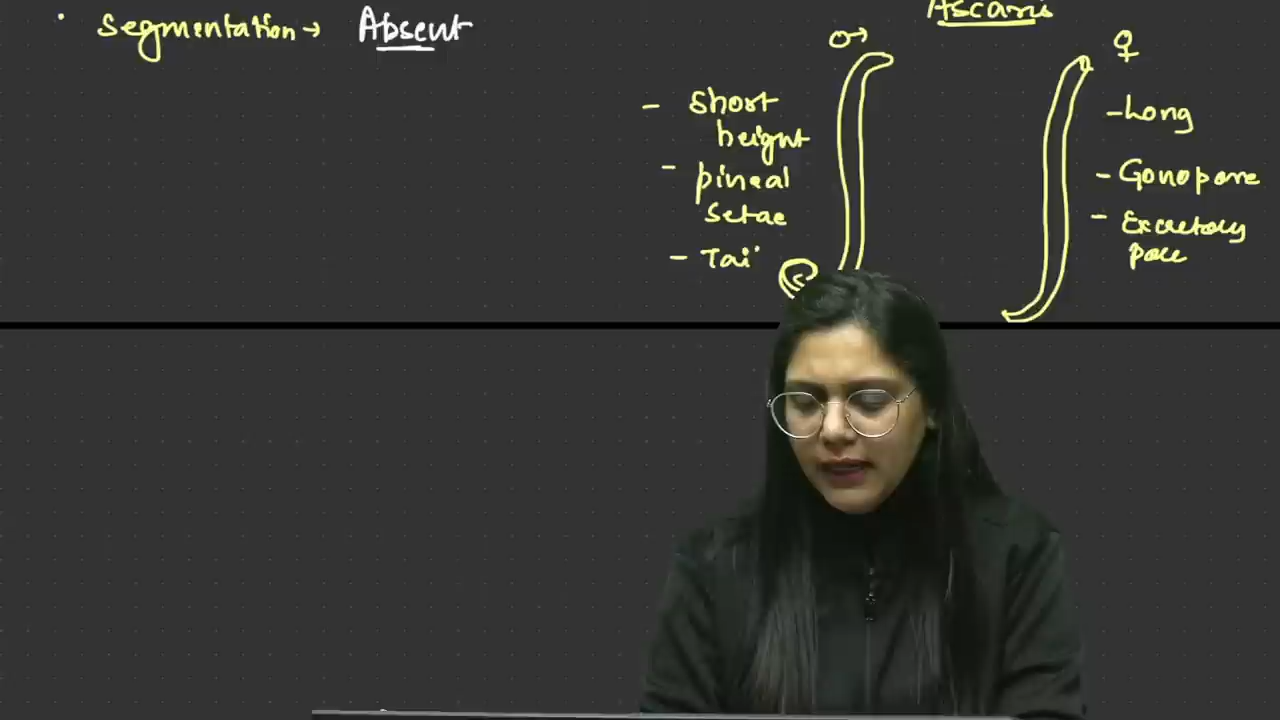 • Segmentation → Absent
Ascaris
♂
♀
- Short
height
- pineal
setae
- Tail
- Long
- Gonopore
- Excretory
pore